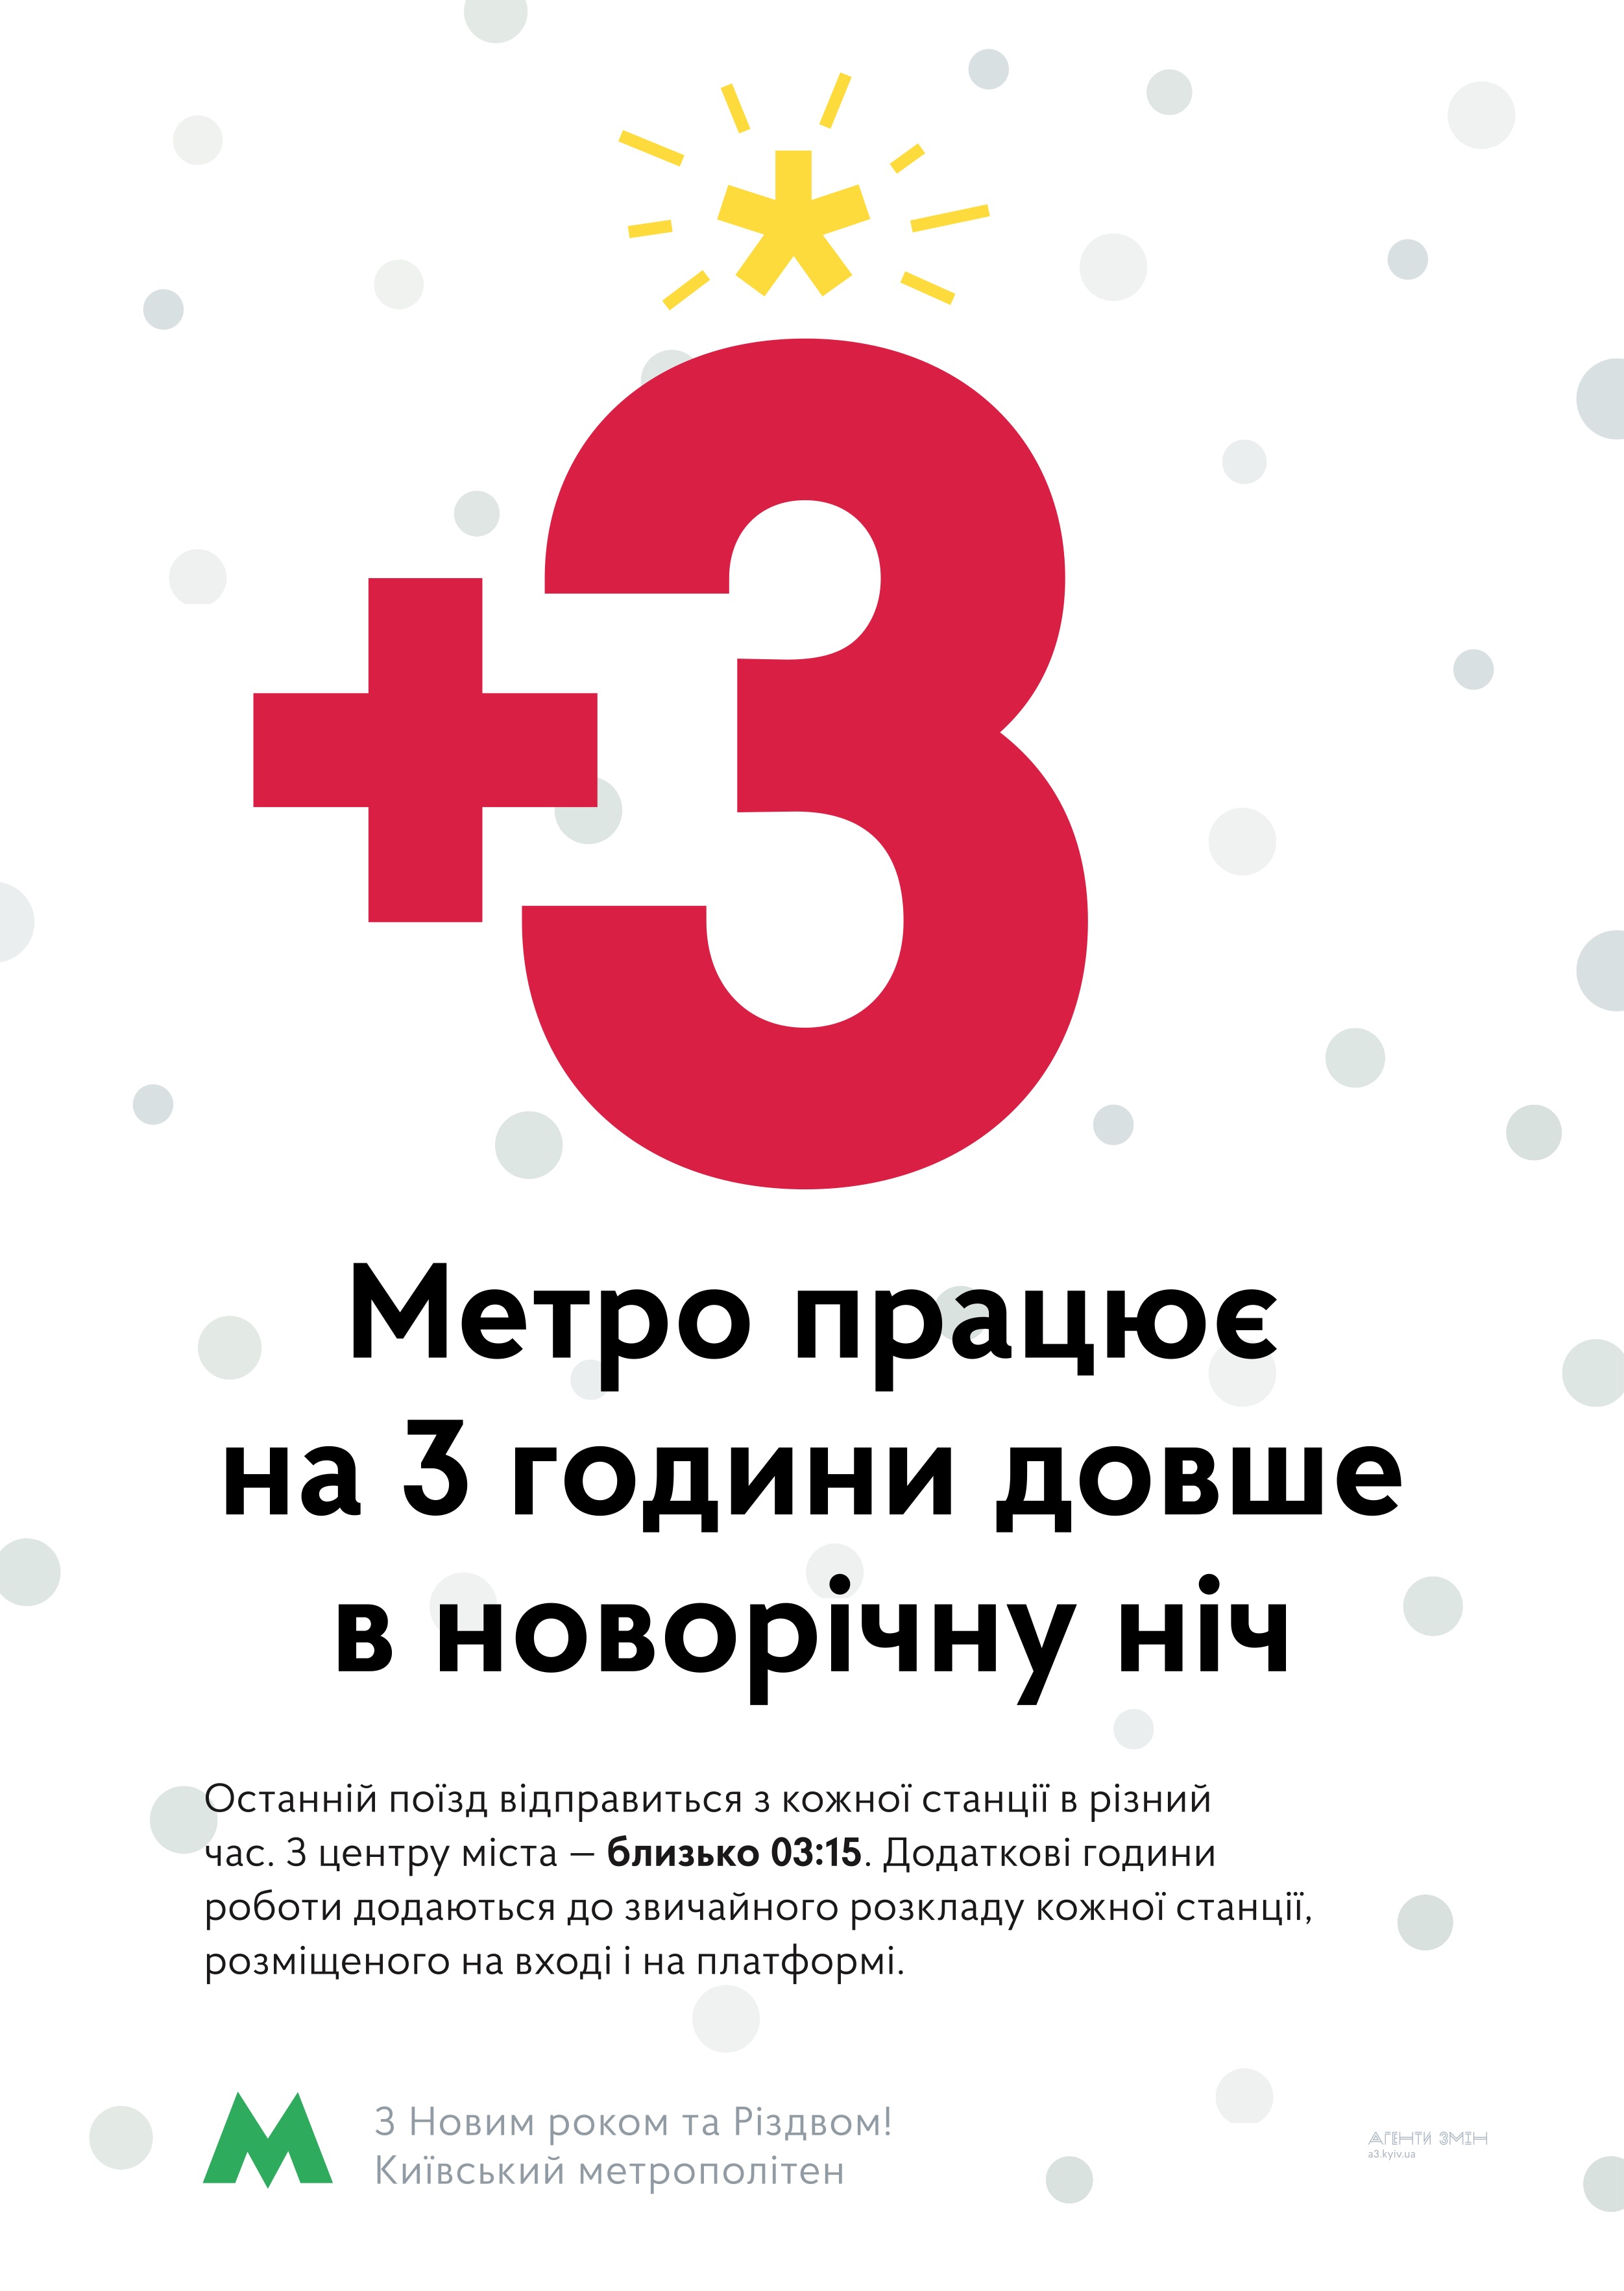 +3
Метро працює
на 3 години довше
в новорічну ніч
Останній поїзд відправиться з кожної станції в різний
час. З центру міста – близько 03:15. Додаткові години
роботи додаються до звичайного розкладу кожної станції,
розміщеного на вході і на платформі.
З Новим роком та Різдвом!
Київський метрополітен
АГЕНТИ ЗМІН
a3.kyiv.ua